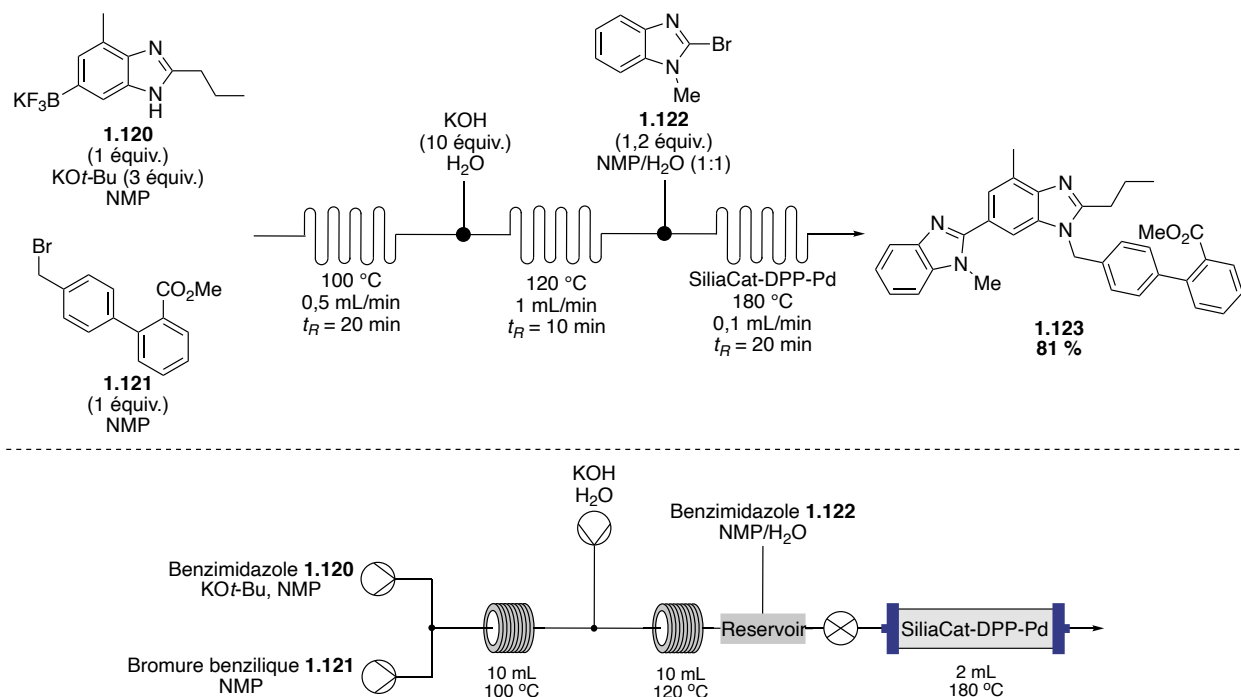 N
N
H
KF3B
1.120
(1 équiv.)
KOt-Bu (3 équiv.)
NMP
Br
CO2Me
1.121
(1 équiv.)
NMP
100 °C
0,5 mL/min
tR = 20 min
KOH
(10 équiv.)
H2O
120 °C
1 mL/min
tR = 10 min
N
Br
N
Me
1.122
(1,2 équiv.)
NMP/H2O (1:1)
SiliaCat-DPP-Pd
180 °C
0,1 mL/min
tR = 20 min
N
N
N
N
Me
MeO2C
1.123
81 %
KOH
H2O
Benzimidazole 1.122
NMP/H2O
Benzimidazole 1.120
KOt-Bu, NMP
Bromure benzilique 1.121
NMP
10 mL
100 °C
10 mL
120 °C
Reservoir
SiliaCat-DPP-Pd
2 mL
180 °C